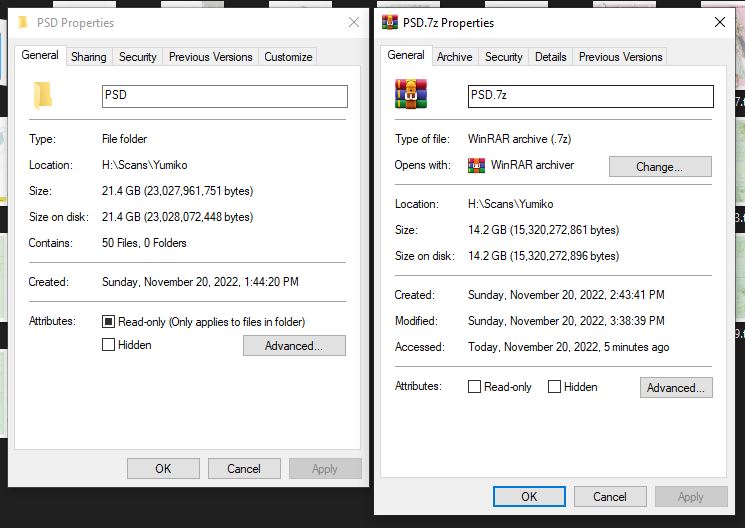 PSD Properties
General Sharing Security Previous Versions Customize
PSD
Type: File folder
Location: H:\Scans\Yumiko
Size: 21.4 GB (23,027,961,751 bytes)
Size on disk: 21.4 GB (23,028,072,448 bytes)
Contains: 50 Files, 0 Folders
Created: Sunday, November 20, 2022, 1:44:20 PM
Attributes: Read-only (Only applies to files in folder)
Hidden Advanced...
OK Cancel Apply
PSD.7z Properties
General Archive Security Details Previous Versions
PSD.7z
Type of file: WinRAR archive (.7z)
Opens with: WinRAR archiver Change...
Location: H:\Scans\Yumiko
Size: 14.2 GB (15,320,272,861 bytes)
Size on disk: 14.2 GB (15,320,272,896 bytes)
Created: Sunday, November 20, 2022, 2:43:41 PM
Modified: Sunday, November 20, 2022, 3:38:39 PM
Accessed: Today, November 20, 2022, 5 minutes ago
Attributes: Read-only Hidden Advanced...
OK Cancel Apply